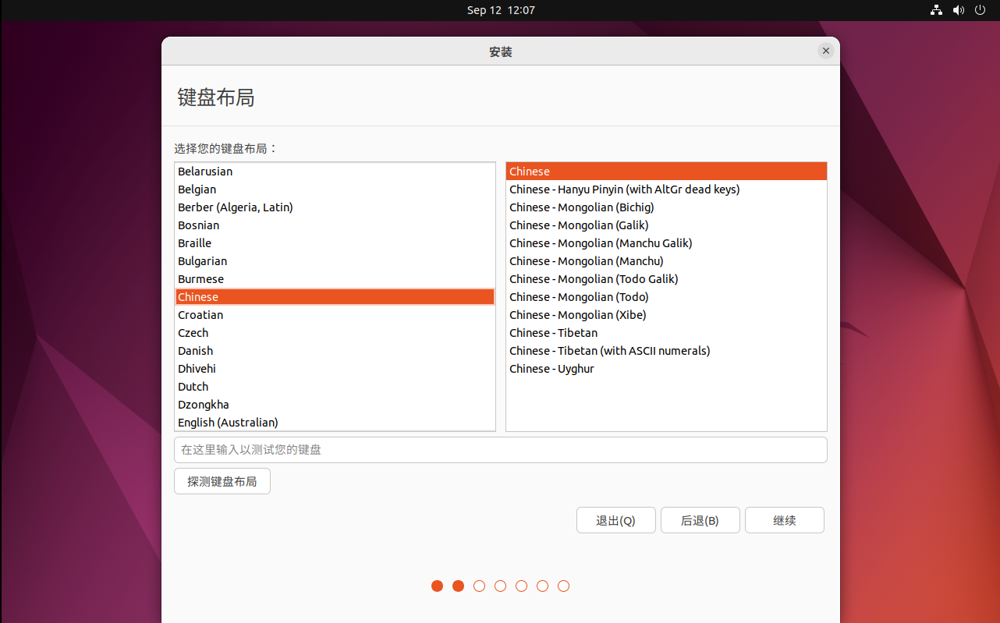 Sep 12 12:07
安装
键盘布局
选择您的键盘布局：
Belarusian
Belgian
Berber (Algeria, Latin)
Bosnian
Braille
Bulgarian
Burmese
Chinese
Croatian
Czech
Danish
Dhivehi
Dutch
Dzongkha
English (Australian)
Chinese
Chinese - Hanyu Pinyin (with AltGr dead keys)
Chinese - Mongolian (Bichig)
Chinese - Mongolian (Galik)
Chinese - Mongolian (Manchu Galik)
Chinese - Mongolian (Manchu)
Chinese - Mongolian (Todo Galik)
Chinese - Mongolian (Todo)
Chinese - Mongolian (Xibe)
Chinese - Tibetan
Chinese - Tibetan (with ASCII numerals)
Chinese - Uyghur
在这里输入以测试您的键盘
探测键盘布局
退出(Q)
后退(B)
继续